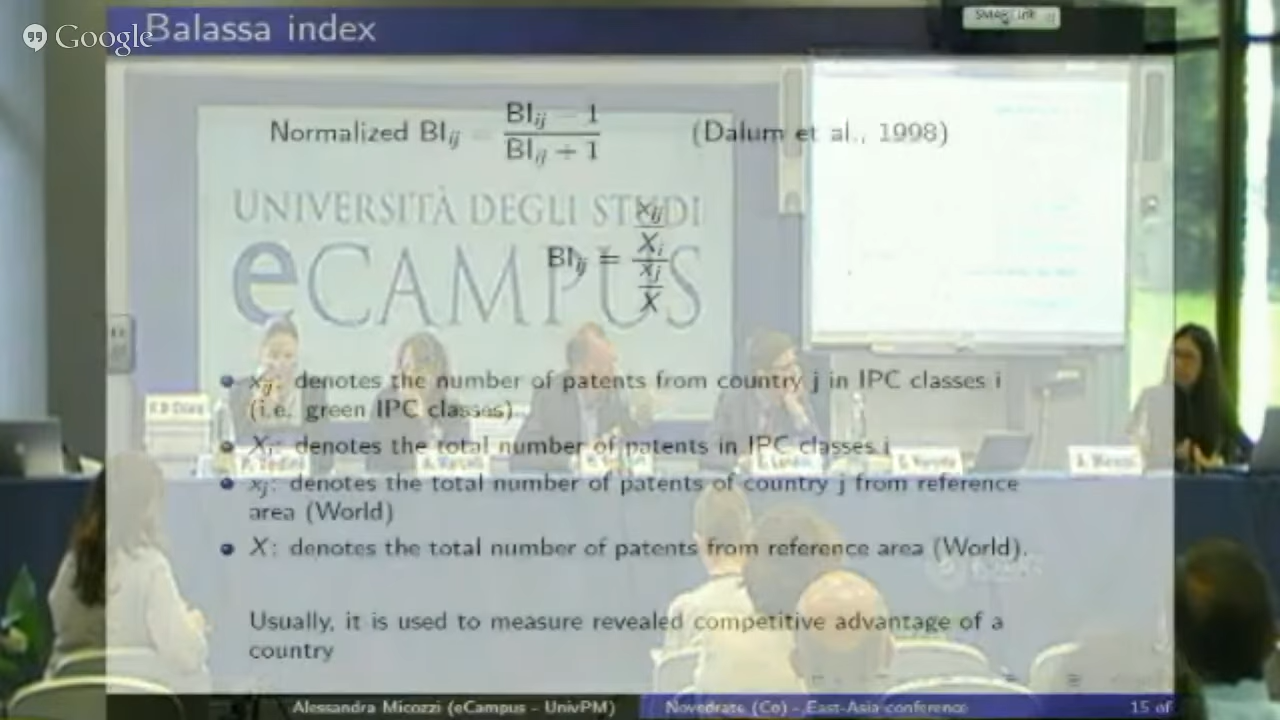 Google
Balassa index
SMART
Normalized BI_ij = (BI_ij − 1) / (BI_ij + 1) (Dalum et al., 1998)
UNIVERSITÀ DEGLI STUDI
eCAMPUS
BI_ij = (x_ij / X_i) / (x_j / X)
x_ij: denotes the number of patents from country j in IPC classes i
(i.e. green IPC classes)
X_i: denotes the total number of patents in IPC classes i
x_j: denotes the total number of patents of country j from reference
area (World)
X: denotes the total number of patents from reference area (World).
Usually, it is used to measure revealed competitive advantage of a
country
Alessandra Micozzi (eCampus - UnivPM) Novedrate (Co) - East-Asia conference 15 of